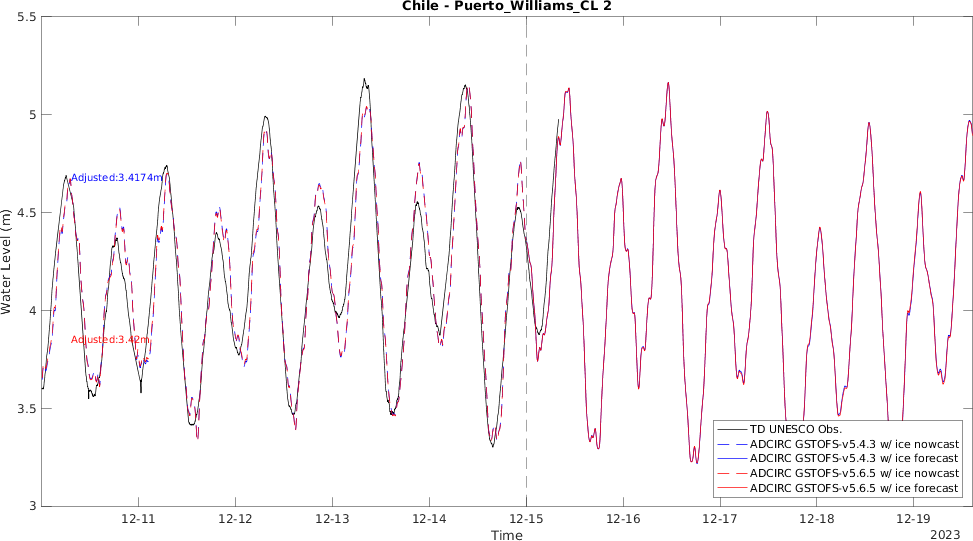 Chile - Puerto_Williams_CL 2
5.5
5
4.5
4
3.5
3
Water Level (m)
Adjusted:3.4174m
Adjusted:3.42m
TD UNESCO Obs.
ADCIRC GSTOFS-v5.4.3 w/ ice nowcast
ADCIRC GSTOFS-v5.4.3 w/ ice forecast
ADCIRC GSTOFS-v5.6.5 w/ ice nowcast
ADCIRC GSTOFS-v5.6.5 w/ ice forecast
12-11 12-12 12-13 12-14 12-15 12-16 12-17 12-18 12-19
Time
2023